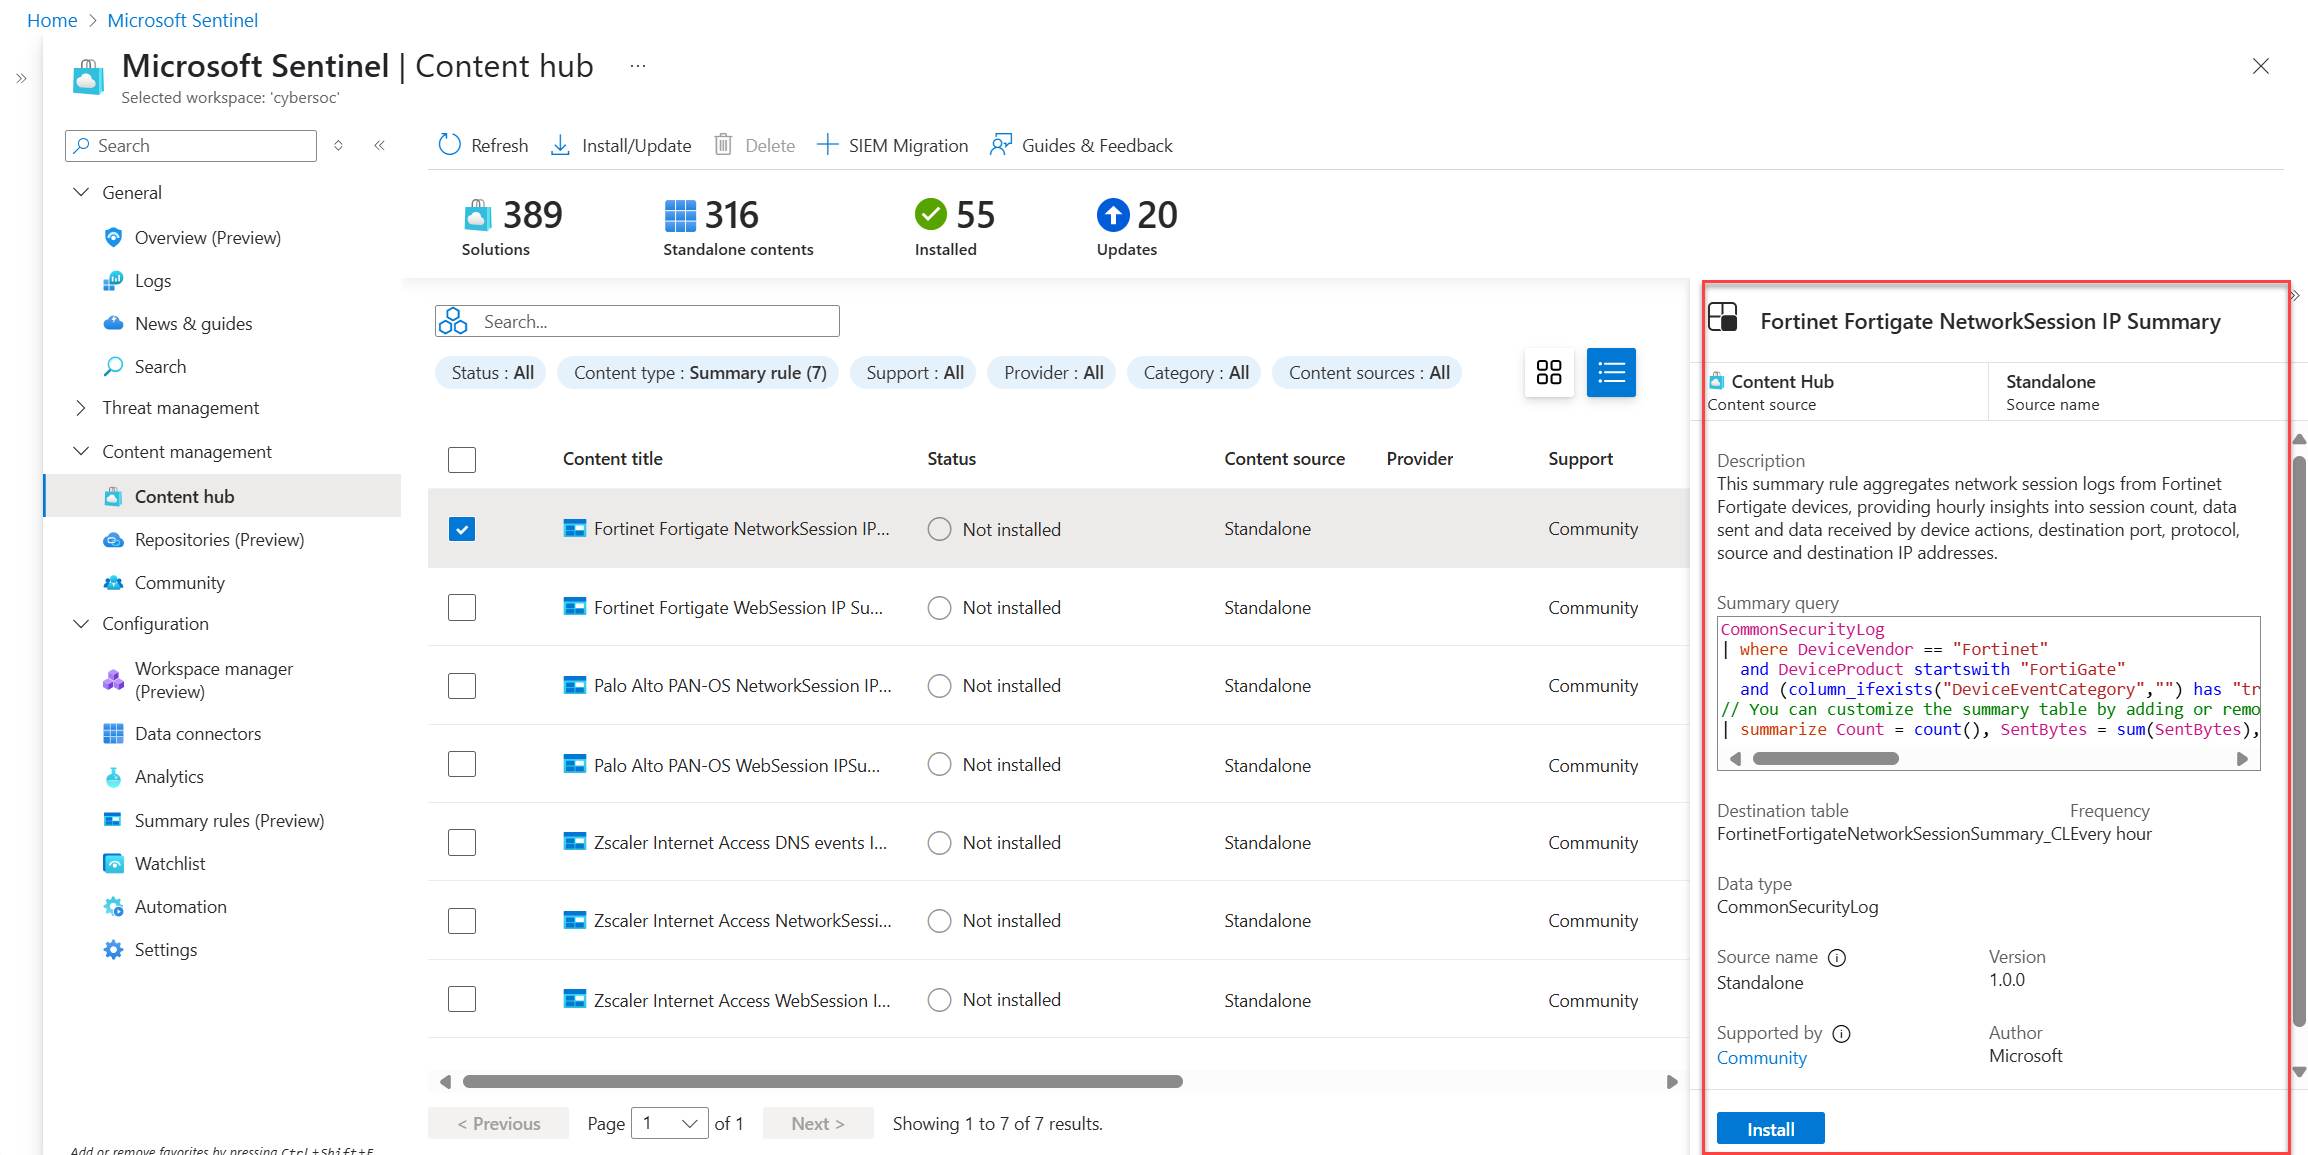 Home > Microsoft Sentinel
Microsoft Sentinel | Content hub ...
Selected workspace: 'cybersoc'
Search
General
Overview (Preview)
Logs
News & guides
Search
Threat management
Content management
Content hub
Repositories (Preview)
Community
Configuration
Workspace manager
(Preview)
Data connectors
Analytics
Summary rules (Preview)
Watchlist
Automation
Settings
Add or remove favorites by pressing Ctrl+Shift+F
Refresh Install/Update Delete SIEM Migration Guides & Feedback
389 316 55 20
Solutions Standalone contents Installed Updates
Search...
Status : All Content type : Summary rule (7) Support : All Provider : All Category : All Content sources : All
Content title Status Content source Provider Support
Fortinet Fortigate NetworkSession IP... Not installed Standalone Community
Fortinet Fortigate WebSession IP Su... Not installed Standalone Community
Palo Alto PAN-OS NetworkSession IP... Not installed Standalone Community
Palo Alto PAN-OS WebSession IPSu... Not installed Standalone Community
Zscaler Internet Access DNS events I... Not installed Standalone Community
Zscaler Internet Access NetworkSessi... Not installed Standalone Community
Zscaler Internet Access WebSession I... Not installed Standalone Community
< Previous Page 1 of 1 Next > Showing 1 to 7 of 7 results.
Fortinet Fortigate NetworkSession IP Summary
Content Hub Standalone
Content source Source name
Description
This summary rule aggregates network session logs from Fortinet
Fortigate devices, providing hourly insights into session count, data
sent and data received by device actions, destination port, protocol,
source and destination IP addresses.
Summary query
CommonSecurityLog
| where DeviceVendor == "Fortinet"
and DeviceProduct startswith "FortiGate"
and (column_ifexists("DeviceEventCategory","") has "tr
// You can customize the summary table by adding or remo
| summarize Count = count(), SentBytes = sum(SentBytes),
Destination table Frequency
FortinetFortigateNetworkSessionSummary_CL Every hour
Data type
CommonSecurityLog
Source name Version
Standalone 1.0.0
Supported by Author
Community Microsoft
Install